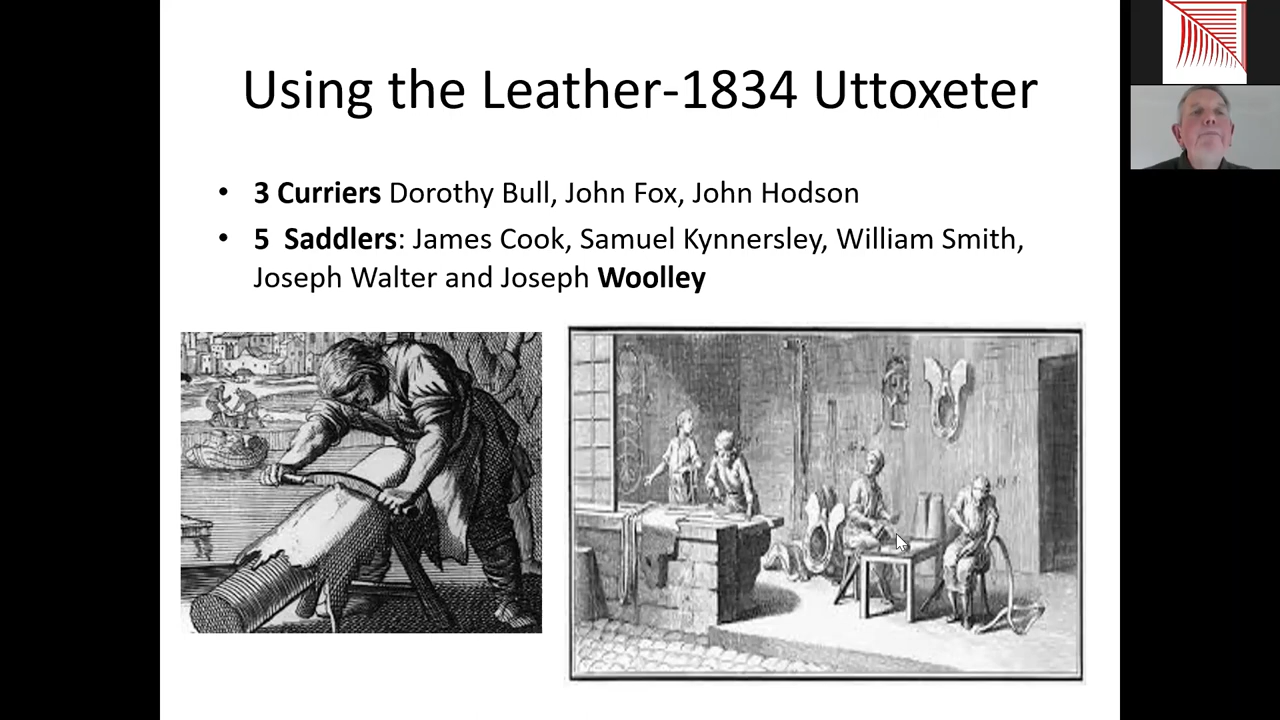 Using the Leather-1834 Uttoxeter
• 3 Curriers Dorothy Bull, John Fox, John Hodson
• 5 Saddlers: James Cook, Samuel Kynnersley, William Smith,
Joseph Walter and Joseph Woolley